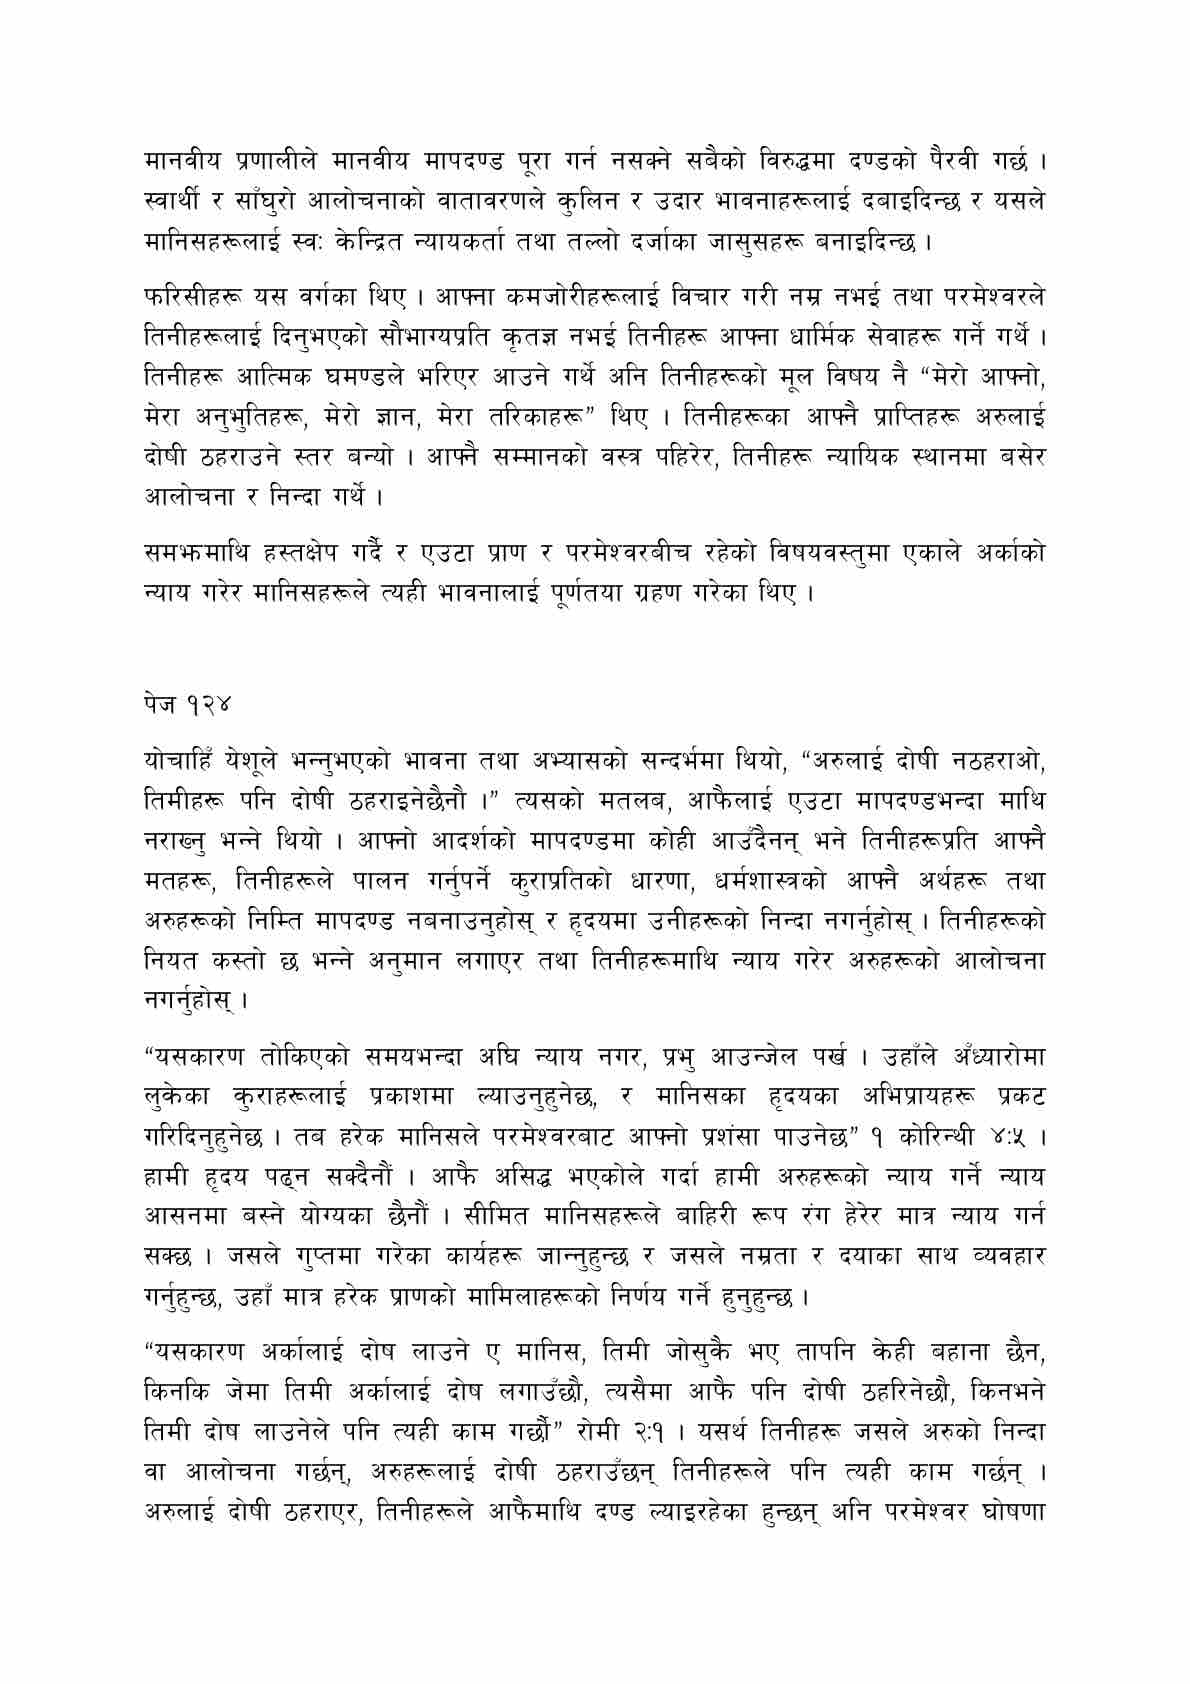 मानवीय प्रणालीले मानवीय मापदण्ड पूरा गर्न नसक्ने सबैको विरुद्धमा दण्डको पैरवी गर्छ ।
स्वार्थी र साँघुरो आलोचनाको वातावरणले कुलिन र उदार भावनाहरूलाई दबाइदिन्छ र यसले
मानिसहरूलाई स्वः केन्द्रित न्यायकर्ता तथा तल्लो दर्जाका जासुसहरू बनाइदिन्छ ।
फरिसीहरू यस वर्गका थिए । आफ्ना कमजोरीहरूलाई विचार गरी नम्र नभई तथा परमेश्वरले
तिनीहरूलाई दिनुभएको सौभाग्यप्रति कृतज्ञ नभई तिनीहरू आफ्ना धार्मिक सेवाहरू गर्ने गर्थे ।
तिनीहरू आत्मिक घमण्डले भरिएर आउने गर्थे अनि तिनीहरूको मूल विषय नै “मेरो आफ्नो,
मेरा अनुभुतिहरू, मेरो ज्ञान, मेरा तरिकाहरू” थिए । तिनीहरूका आफ्नै प्राप्तिहरू अरुलाई
दोषी ठहराउने स्तर बन्यो । आफ्नै सम्मानको वस्त्र पहिरेर, तिनीहरू न्यायिक स्थानमा बसेर
आलोचना र निन्दा गर्थे ।
समझमाथि हस्तक्षेप गर्दै र एउटा प्राण र परमेश्वरबीच रहेको विषयवस्तुमा एकाले अर्काको
न्याय गरेर मानिसहरूले त्यही भावनालाई पूर्णतया ग्रहण गरेका थिए ।
पेज १२४
योचाहिँ येशूले भन्नुभएको भावना तथा अभ्यासको सन्दर्भमा थियो, “अरुलाई दोषी नठहराओ,
तिमीहरू पनि दोषी ठहराइनेछैनौ ।” त्यसको मतलब, आफैलाई एउटा मापदण्डभन्दा माथि
नराख्नु भन्ने थियो । आफ्नो आदर्शको मापदण्डमा कोही आउँदैनन् भने तिनीहरूप्रति आफ्नै
मतहरू, तिनीहरूले पालन गर्नुपर्ने कुराप्रतिको धारणा, धर्मशास्त्रको आफ्नै अर्थहरू तथा
अरुहरूको निम्ति मापदण्ड नबनाउनुहोस् र हृदयमा उनीहरूको निन्दा नगर्नुहोस् । तिनीहरूको
नियत कस्तो छ भन्ने अनुमान लगाएर तथा तिनीहरूमाथि न्याय गरेर अरुहरूको आलोचना
नगर्नुहोस् ।
“यसकारण तोकिएको समयभन्दा अघि न्याय नगर, प्रभु आउन्जेल पर्ख । उहाँले अँध्यारोमा
लुकेका कुराहरूलाई प्रकाशमा ल्याउनुहुनेछ, र मानिसका हृदयका अभिप्रायहरू प्रकट
गरिदिनुहुनेछ । तब हरेक मानिसले परमेश्वरबाट आफ्नो प्रशंसा पाउनेछ” १ कोरिन्थी ४:५ ।
हामी हृदय पढ्न सक्दैनौं । आफै असिद्ध भएकोले गर्दा हामी अरुहरूको न्याय गर्ने न्याय
आसनमा बस्ने योग्यका छैनौं । सीमित मानिसहरूले बाहिरी रूप रंग हेरेर मात्र न्याय गर्न
सक्छ । जसले गुप्तमा गरेका कार्यहरू जान्नुहुन्छ र जसले नम्रता र दयाका साथ व्यवहार
गर्नुहुन्छ, उहाँ मात्र हरेक प्राणको मामिलाहरूको निर्णय गर्ने हुनुहुन्छ ।
“यसकारण अर्कालाई दोष लाउने ए मानिस, तिमी जोसुकै भए तापनि केही बहाना छैन,
किनकि जेमा तिमी अर्कालाई दोष लगाउँछौ, त्यसैमा आफै पनि दोषी ठहरिनेछौ, किनभने
तिमी दोष लाउनेले पनि त्यही काम गर्छौ” रोमी २:१ । यसर्थ तिनीहरू जसले अरुको निन्दा
वा आलोचना गर्छन्, अरुहरूलाई दोषी ठहराउँछन् तिनीहरूले पनि त्यही काम गर्छन् ।
अरुलाई दोषी ठहराएर, तिनीहरूले आफैमाथि दण्ड ल्याइरहेका हुन्छन् अनि परमेश्वर घोषणा